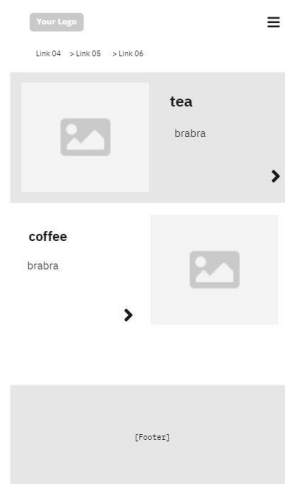 Your Logo
Link 04 > Link 05 > Link 06
tea
brabra
coffee
brabra
[Footer]